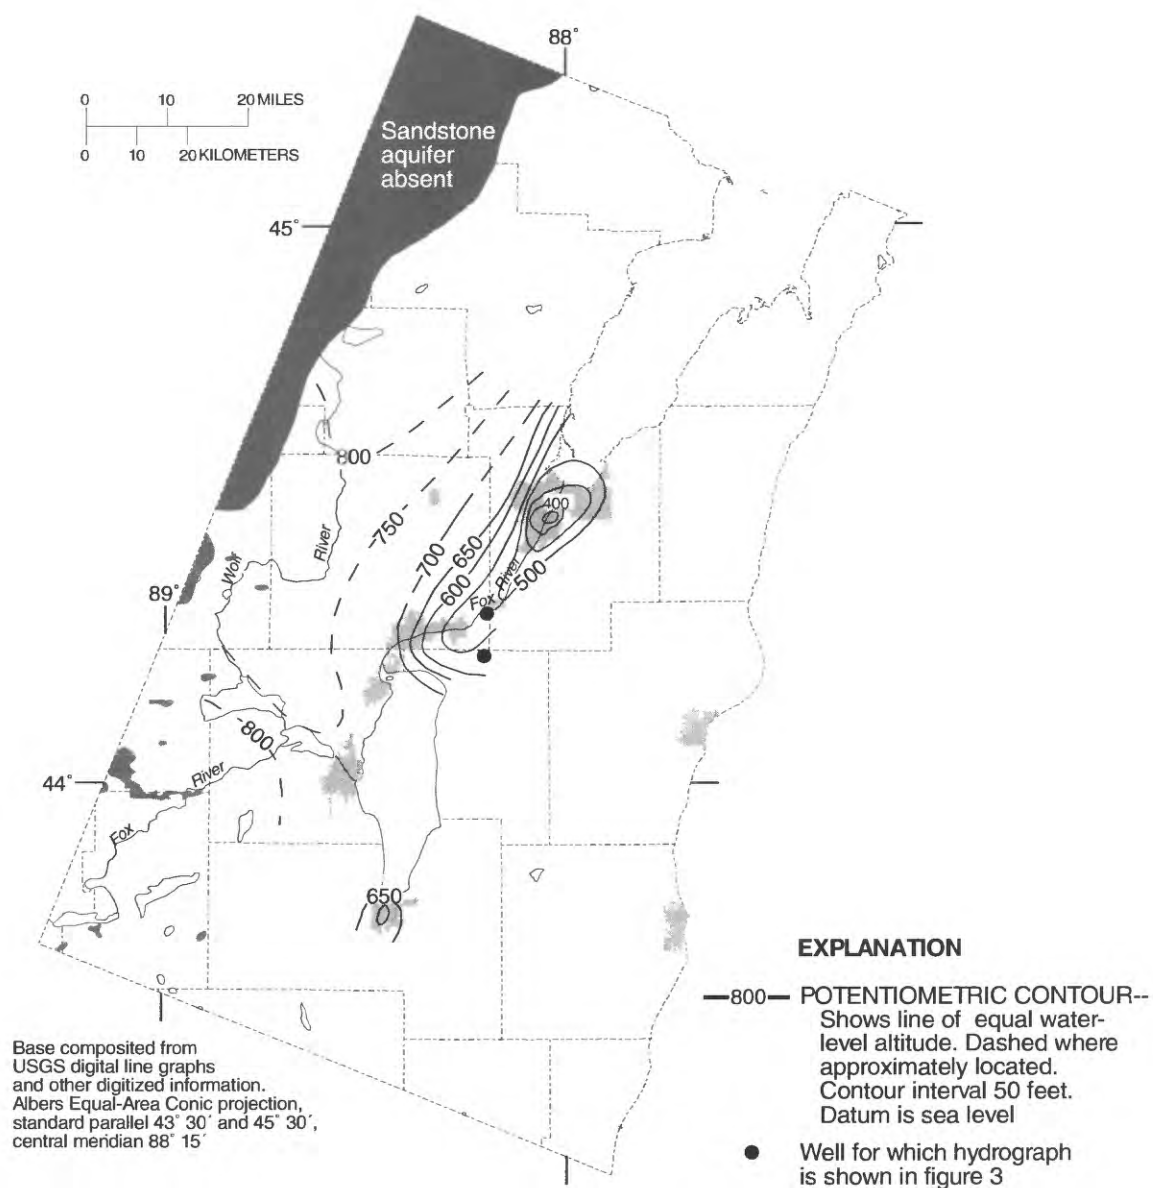 88°
0 10 20 MILES
0 10 20 KILOMETERS
Sandstone
aquifer
absent
45°
800
750
700
650
600
400
500
Wolf
River
Fox River
89°
800
44°
River
Fox
650
EXPLANATION
800 POTENTIOMETRIC CONTOUR--
Shows line of equal water-
level altitude. Dashed where
approximately located.
Contour interval 50 feet.
Datum is sea level
Well for which hydrograph
is shown in figure 3
Base composited from
USGS digital line graphs
and other digitized information.
Albers Equal-Area Conic projection,
standard parallel 43° 30′ and 45° 30′,
central meridian 88° 15′